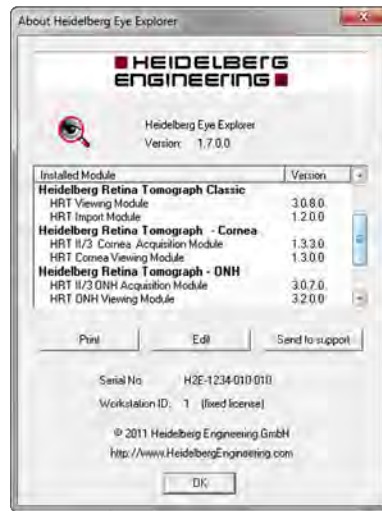 About Heidelberg Eye Explorer
HEIDELBERG
ENGINEERING
Heidelberg Eye Explorer
Version: 1.7.0.0
Installed Module Version
Heidelberg Retina Tomograph Classic
HRT Viewing Module 3.0.8.0
HRT Import Module 1.2.0.0
Heidelberg Retina Tomograph - Cornea
HRT II/3 Cornea Acquisition Module 1.3.3.0
HRT Cornea Viewing Module 1.3.0.0
Heidelberg Retina Tomograph - ONH
HRT II/3 ONH Acquisition Module 3.0.7.0
HRT ONH Viewing Module 3.2.0.0
Print Edit Send to support
Serial No H2E-1234-010-010
Workstation ID: 1 (fixed license)
© 2011 Heidelberg Engineering GmbH
http://www.HeidelbergEngineering.com
OK